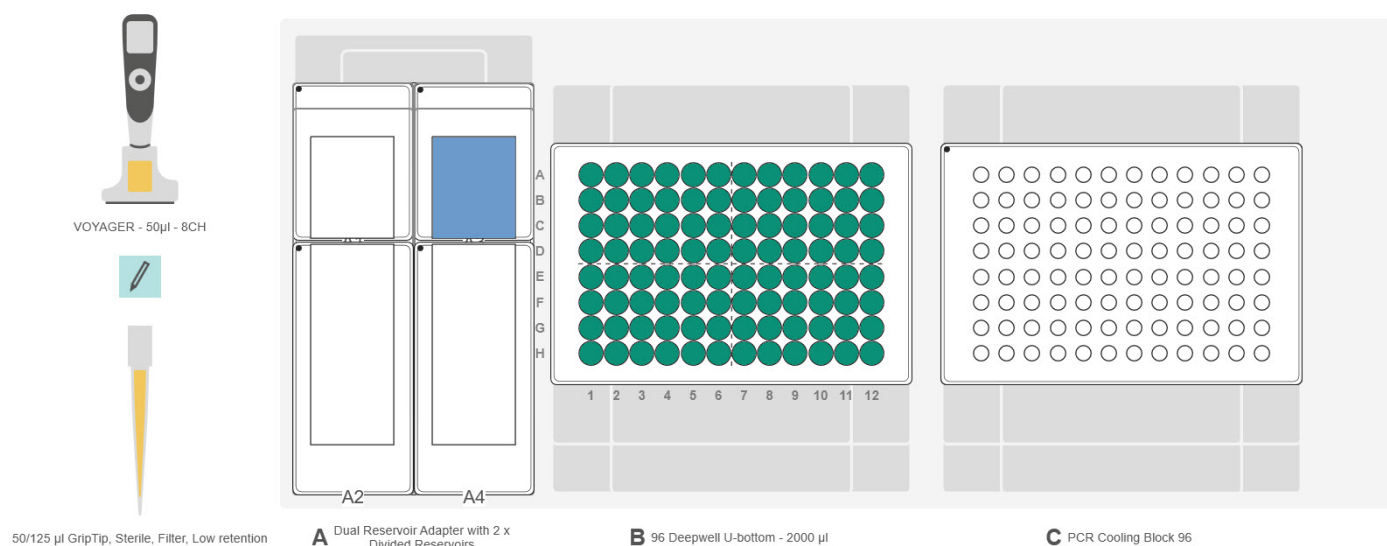 VOYAGER - 50µl - 8CH
50/125 µl GripTip, Sterile, Filter, Low retention
A2
A4
A Dual Reservoir Adapter with 2 x
Divided Reservoirs
A
B
C
D
E
F
G
H
1 2 3 4 5 6 7 8 9 10 11 12
B 96 Deepwell U-bottom - 2000 µl
C PCR Cooling Block 96